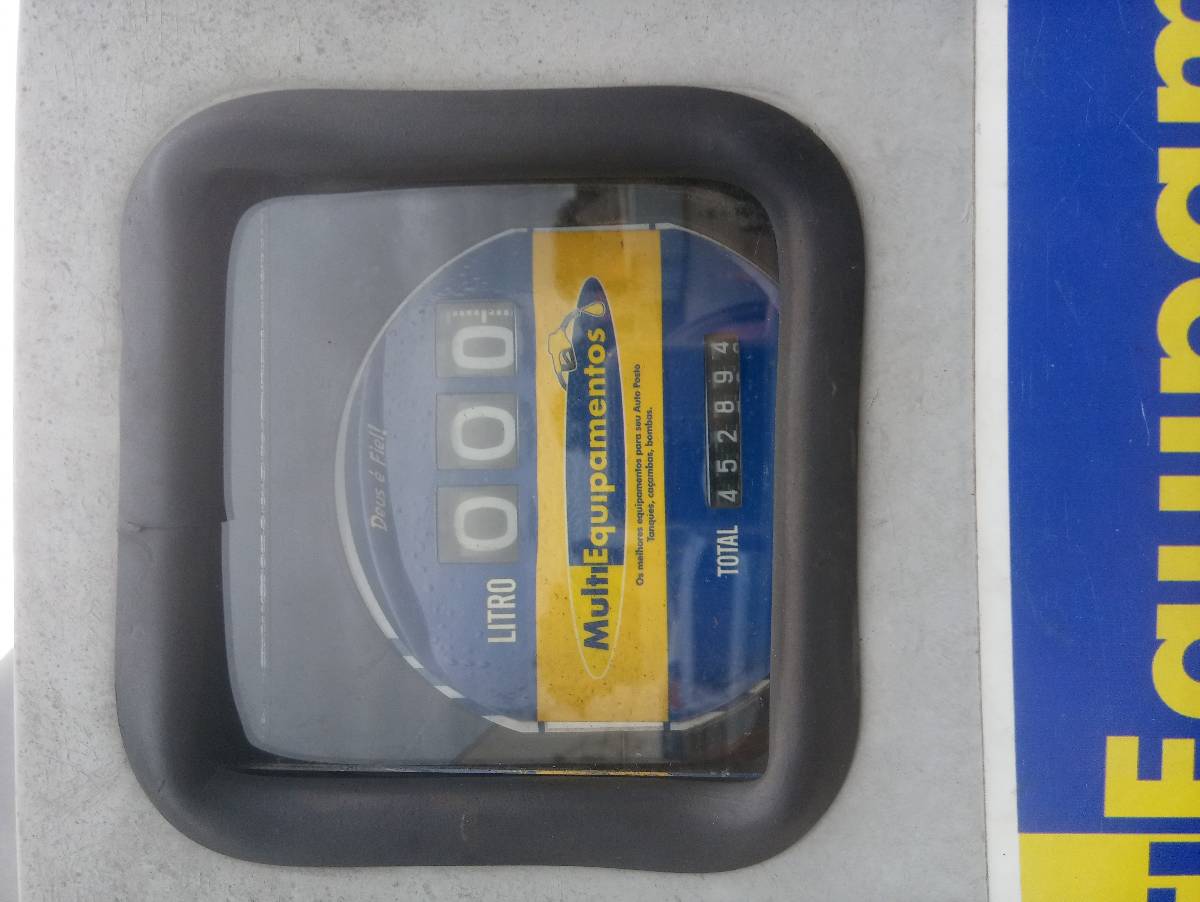 Deus é Fiel!
LITRO 000
MultiEquipamentos
Os melhores equipamentos para seu Auto Posto
Tanques, caçambas, bombas.
TOTAL 452894